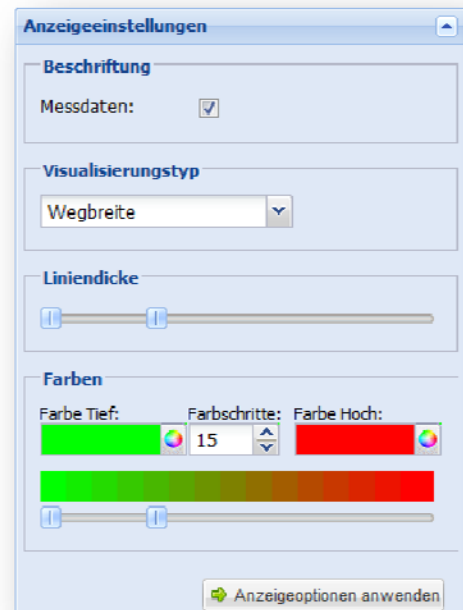 Anzeigeeinstellungen
Beschriftung
Messdaten:
Visualisierungstyp
Wegbreite
Liniendicke
Farben
Farbe Tief: Farbschritte: Farbe Hoch:
15
Anzeigeoptionen anwenden